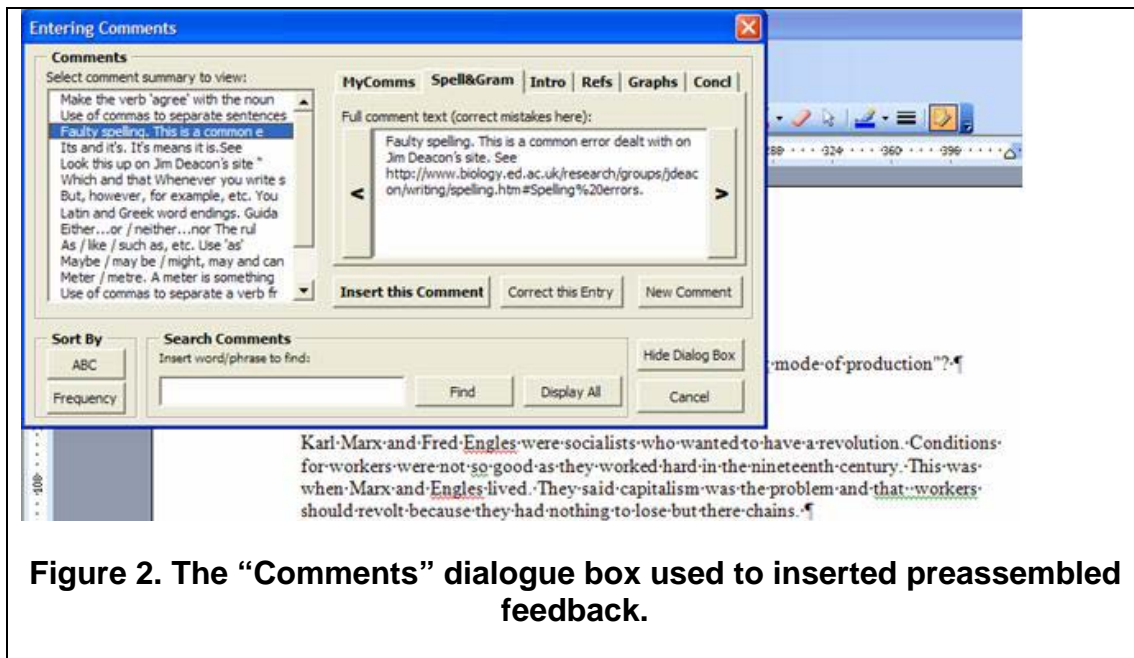 Entering Comments
Comments
Select comment summary to view:
Make the verb 'agree' with the noun
Use of commas to separate sentences
Faulty spelling. This is a common e
Its and it's. It's means it is.See
Look this up on Jim Deacon's site "
Which and that Whenever you write s
But, however, for example, etc. You
Latin and Greek word endings. Guida
Either...or / neither...nor The rul
As / like / such as, etc. Use 'as'
Maybe / may be / might, may and can
Meter / metre. A meter is something
Use of commas to separate a verb fr
MyComms Spell&Gram Intro Refs Graphs Concl
Full comment text (correct mistakes here):
Faulty spelling. This is a common error dealt with on
Jim Deacon's site. See
http://www.biology.ed.ac.uk/research/groups/jdeac
on/writing/spelling.htm#Spelling%20errors.
< >
Insert this Comment Correct this Entry New Comment
Sort By
ABC
Frequency
Search Comments
Insert word/phrase to find:
Find Display All
Hide Dialog Box
Cancel
288 324 360 396
108
mode·of·production"?·¶
Karl·Marx·and·Fred·Engles·were·socialists·who·wanted·to·have·a·revolution.·Conditions·
for·workers·were·not·so·good·as·they·worked·hard·in·the·nineteenth·century.·This·was·
when·Marx·and·Engles·lived.·They·said·capitalism·was·the·problem·and·that··workers·
should·revolt·because·they·had·nothing·to·lose·but·there·chains.·¶
Figure 2. The “Comments” dialogue box used to inserted preassembled
feedback.